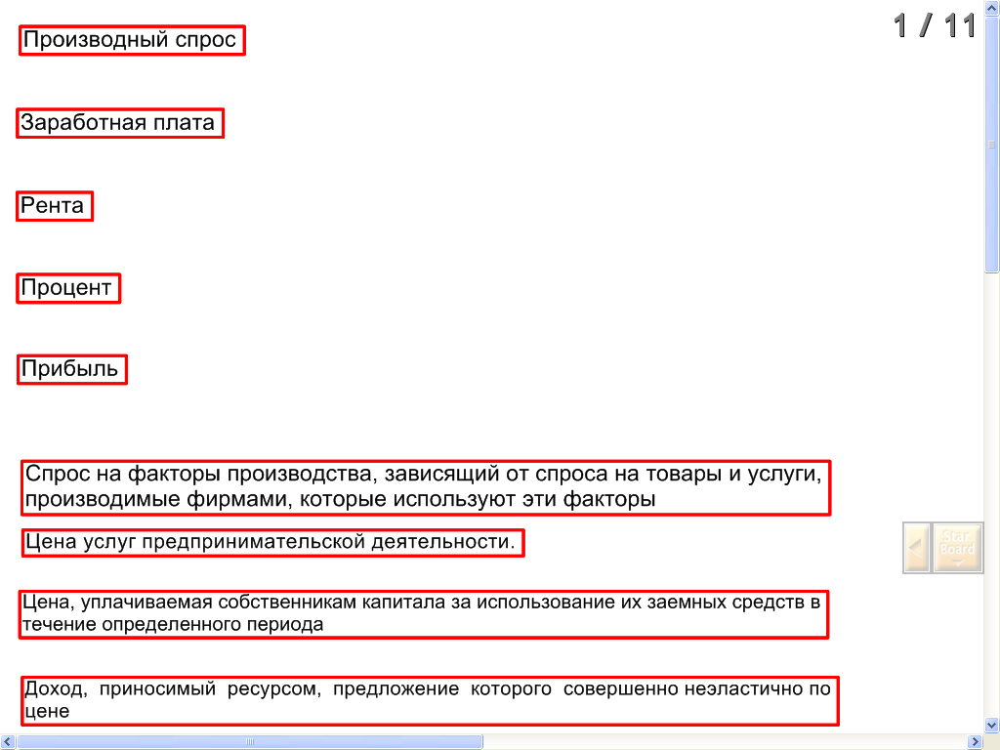 1 / 11
Производный спрос
Заработная плата
Рента
Процент
Прибыль
Спрос на факторы производства, зависящий от спроса на товары и услуги,
производимые фирмами, которые используют эти факторы
Цена услуг предпринимательской деятельности.
Star
Board
Цена, уплачиваемая собственникам капитала за использование их заемных средств в
течение определенного периода
Доход, приносимый ресурсом, предложение которого совершенно неэластично по
цене